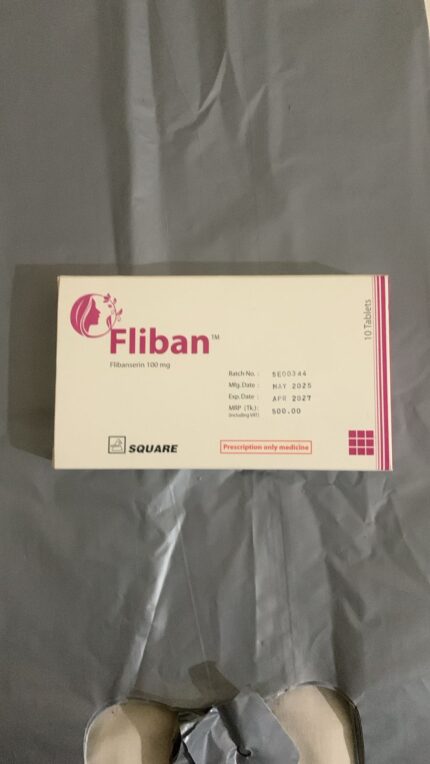 Fliban™
Flibanserin 100 mg
10 Tablets
Batch No. : 5E00344
Mfg. Date : MAY 2025
Exp. Date : APR 2027
MRP (Tk.) : 500.00
(Including VAT)
SQUARE
Prescription only medicine